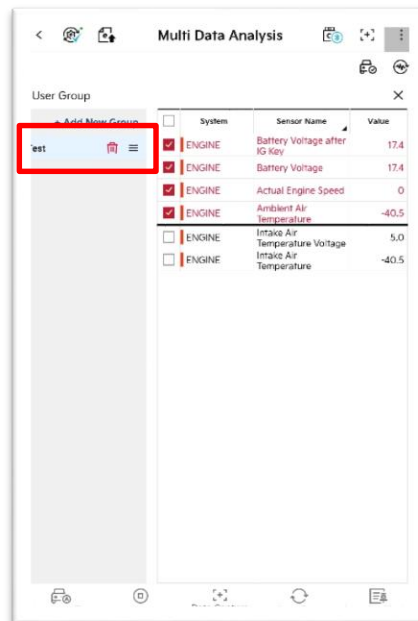 Multi Data Analysis
User Group
+ Add New Group
System Sensor Name Value
ENGINE Battery Voltage after IG Key 17.4
ENGINE Battery Voltage 17.4
ENGINE Actual Engine Speed 0
ENGINE Ambient Air Temperature -40.5
ENGINE Intake Air Temperature Voltage 5.0
ENGINE Intake Air Temperature -40.5